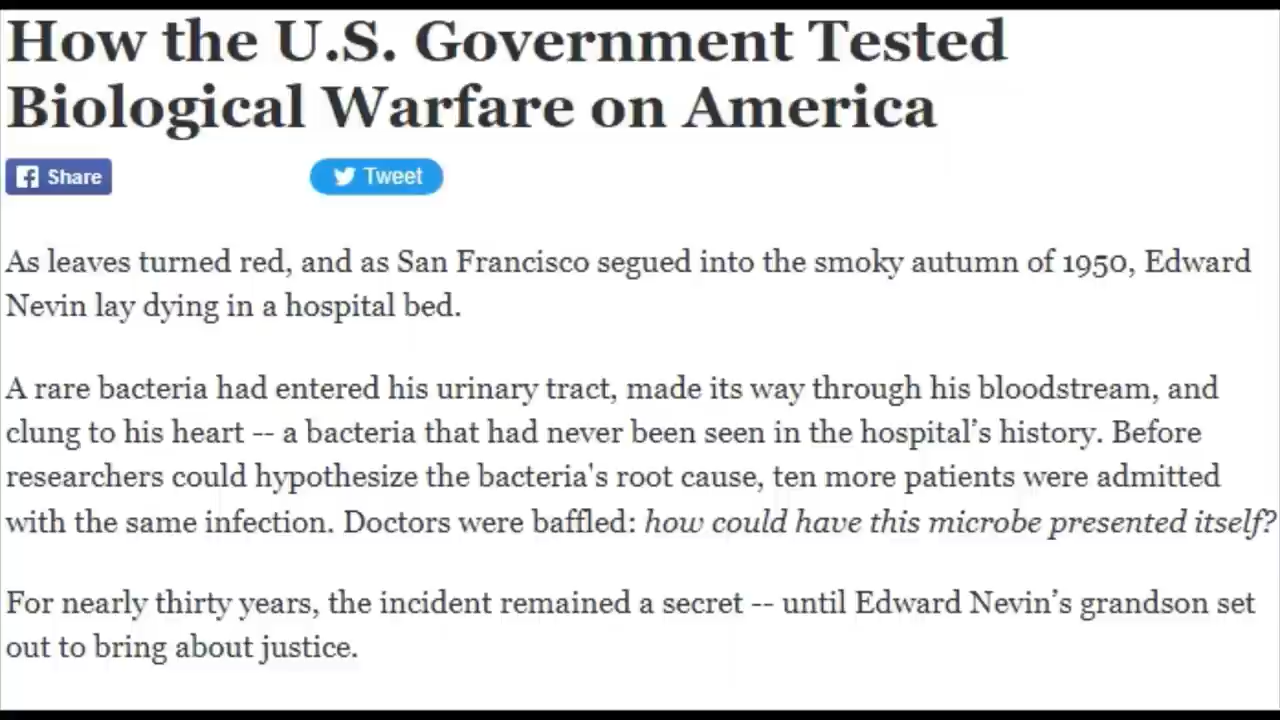 How the U.S. Government Tested
Biological Warfare on America
Share
Tweet
As leaves turned red, and as San Francisco segued into the smoky autumn of 1950, Edward
Nevin lay dying in a hospital bed.
A rare bacteria had entered his urinary tract, made its way through his bloodstream, and
clung to his heart -- a bacteria that had never been seen in the hospital's history. Before
researchers could hypothesize the bacteria's root cause, ten more patients were admitted
with the same infection. Doctors were baffled: how could have this microbe presented itself?
For nearly thirty years, the incident remained a secret -- until Edward Nevin's grandson set
out to bring about justice.